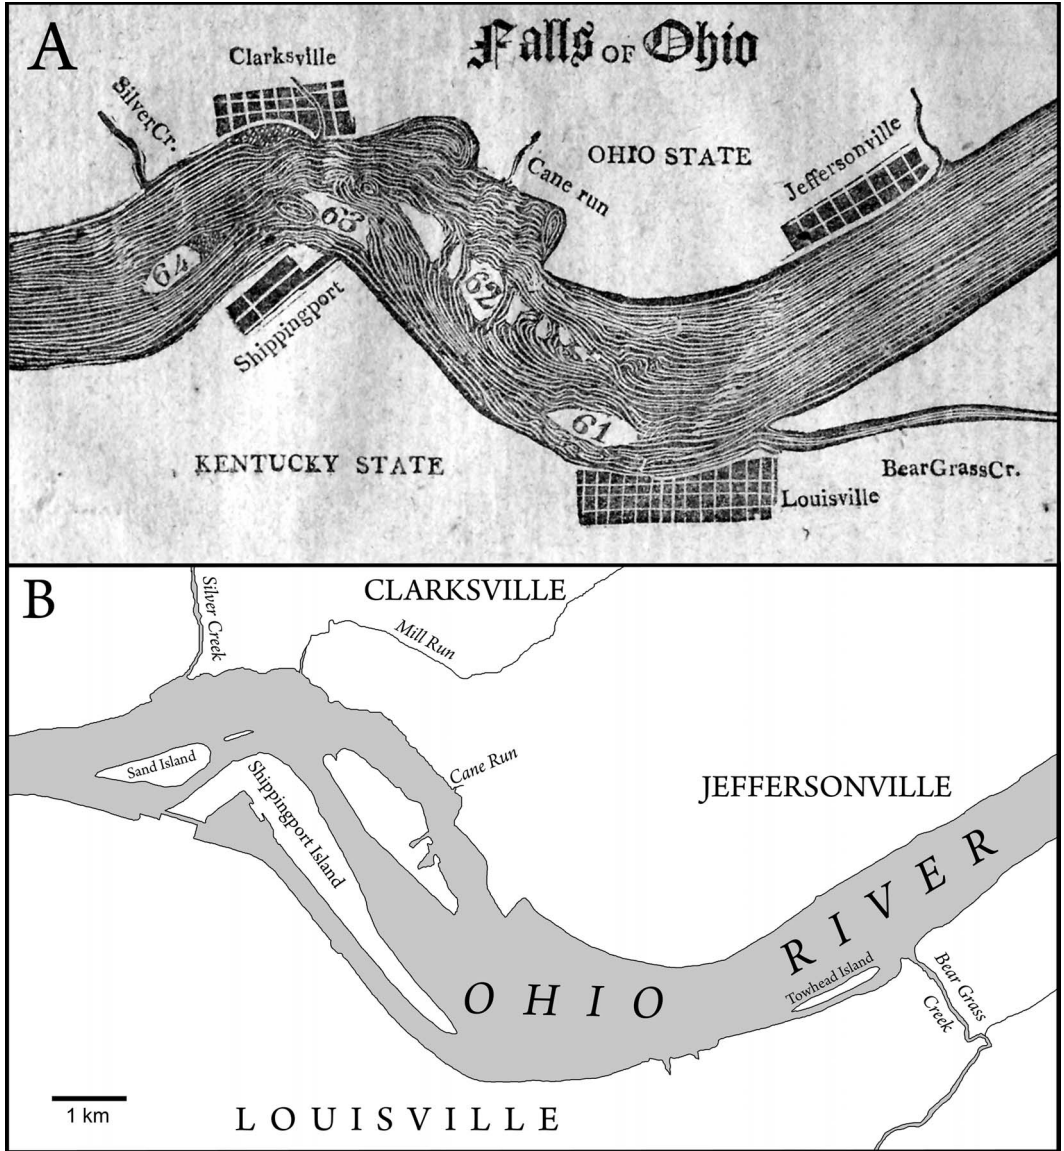 A
Falls OF Ohio
Clarksville
SilverCr.
Cane run
OHIO STATE
Jeffersonville
64
63
62
61
Shippingport
KENTUCKY STATE
BearGrassCr.
Louisville
B
Silver Creek
CLARKSVILLE
Mill Run
Sand Island
Shippingport Island
Cane Run
JEFFERSONVILLE
OHIO RIVER
Towhead Island
Bear Grass
Creek
1 km
LOUISVILLE